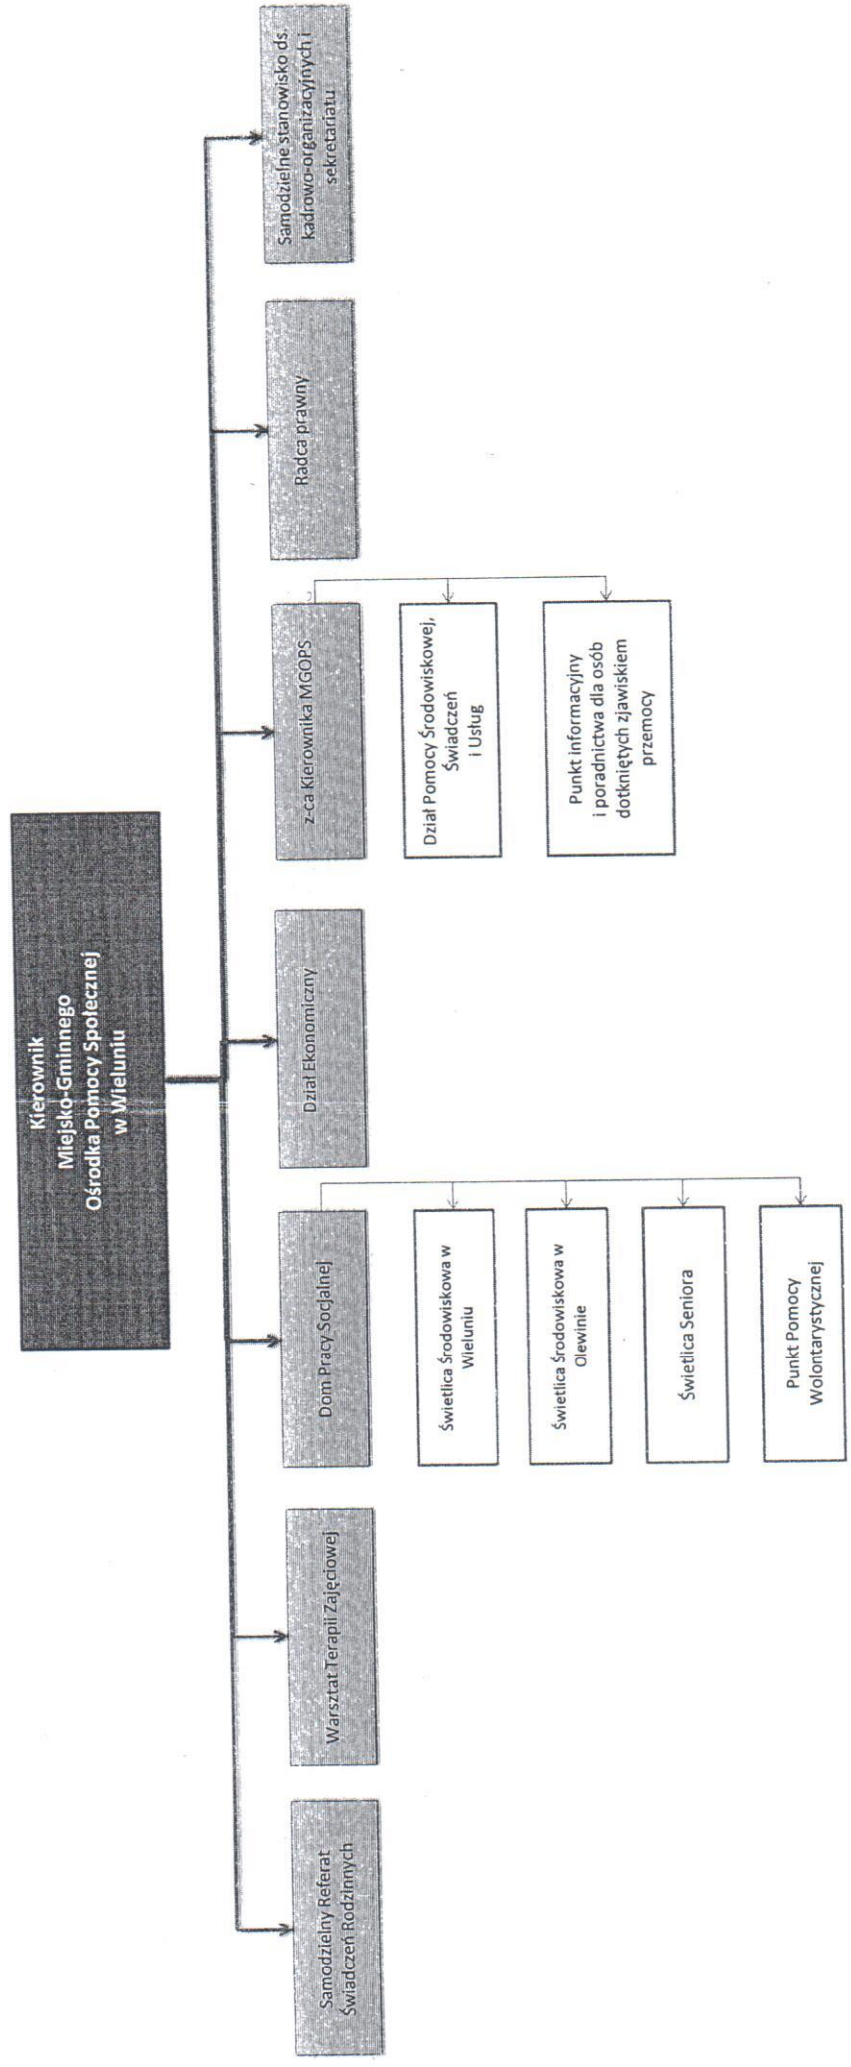 Kierownik
Miejsko-Gminnego
Ośrodka Pomocy Społecznej
w Wieluniu
Samodzielny Referat
Świadczeń Rodzinnych
Warsztat Terapii Zajęciowej
Dom Pracy Socjalnej
Świetlica Środowiskowa w
Wieluniu
Świetlica Środowiskowa w
Olewinie
Świetlica Seniora
Punkt Pomocy
Wolontarystycznej
Dział Ekonomiczny
z-ca Kierownika MGOPS
Dział Pomocy Środowiskowej,
Świadczeń
i Usług
Punkt informacyjny
i poradnictwa dla osób
dotkniętych zjawiskiem
przemocy
Radca prawny
Samodzielne stanowisko ds.
kadrowo-organizacyjnych i
sekretariatu